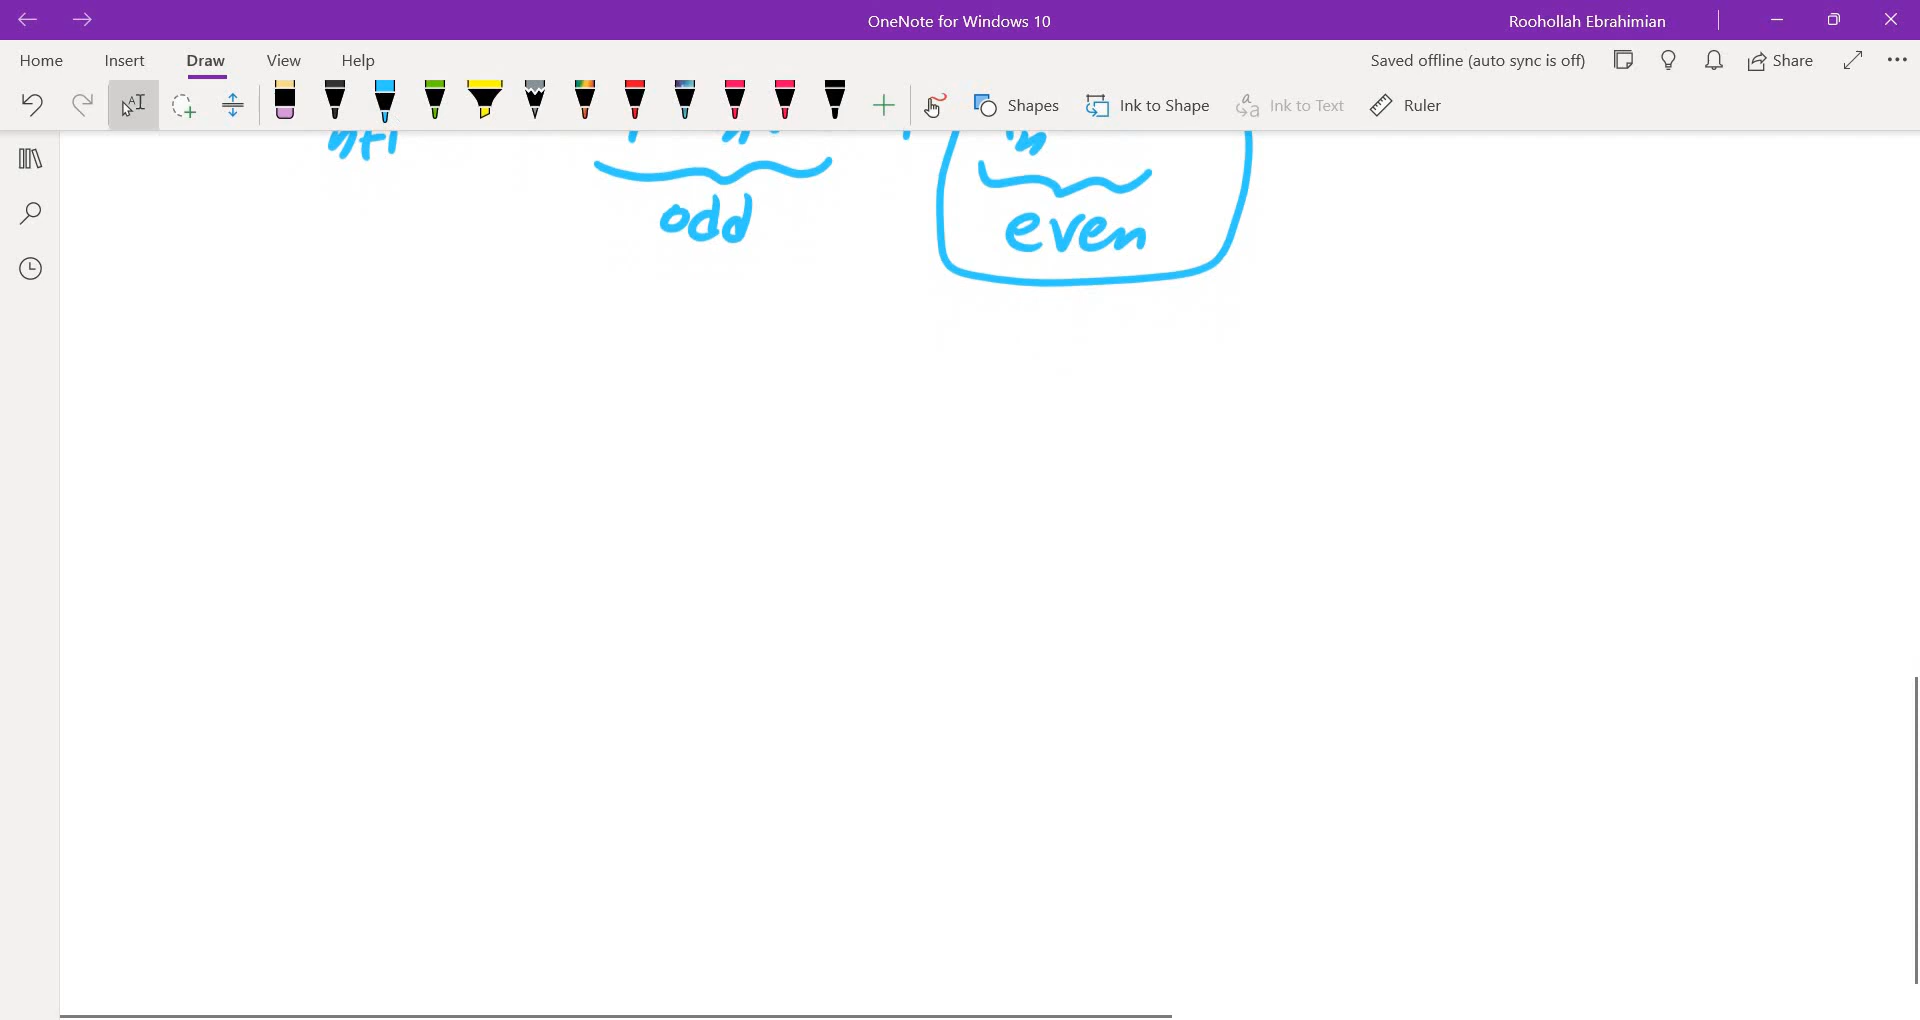 OneNote for Windows 10 Roohollah Ebrahimian
Home Insert Draw View Help Saved offline (auto sync is off) Share
Shapes Ink to Shape Ink to Text Ruler
n+1
odd
even